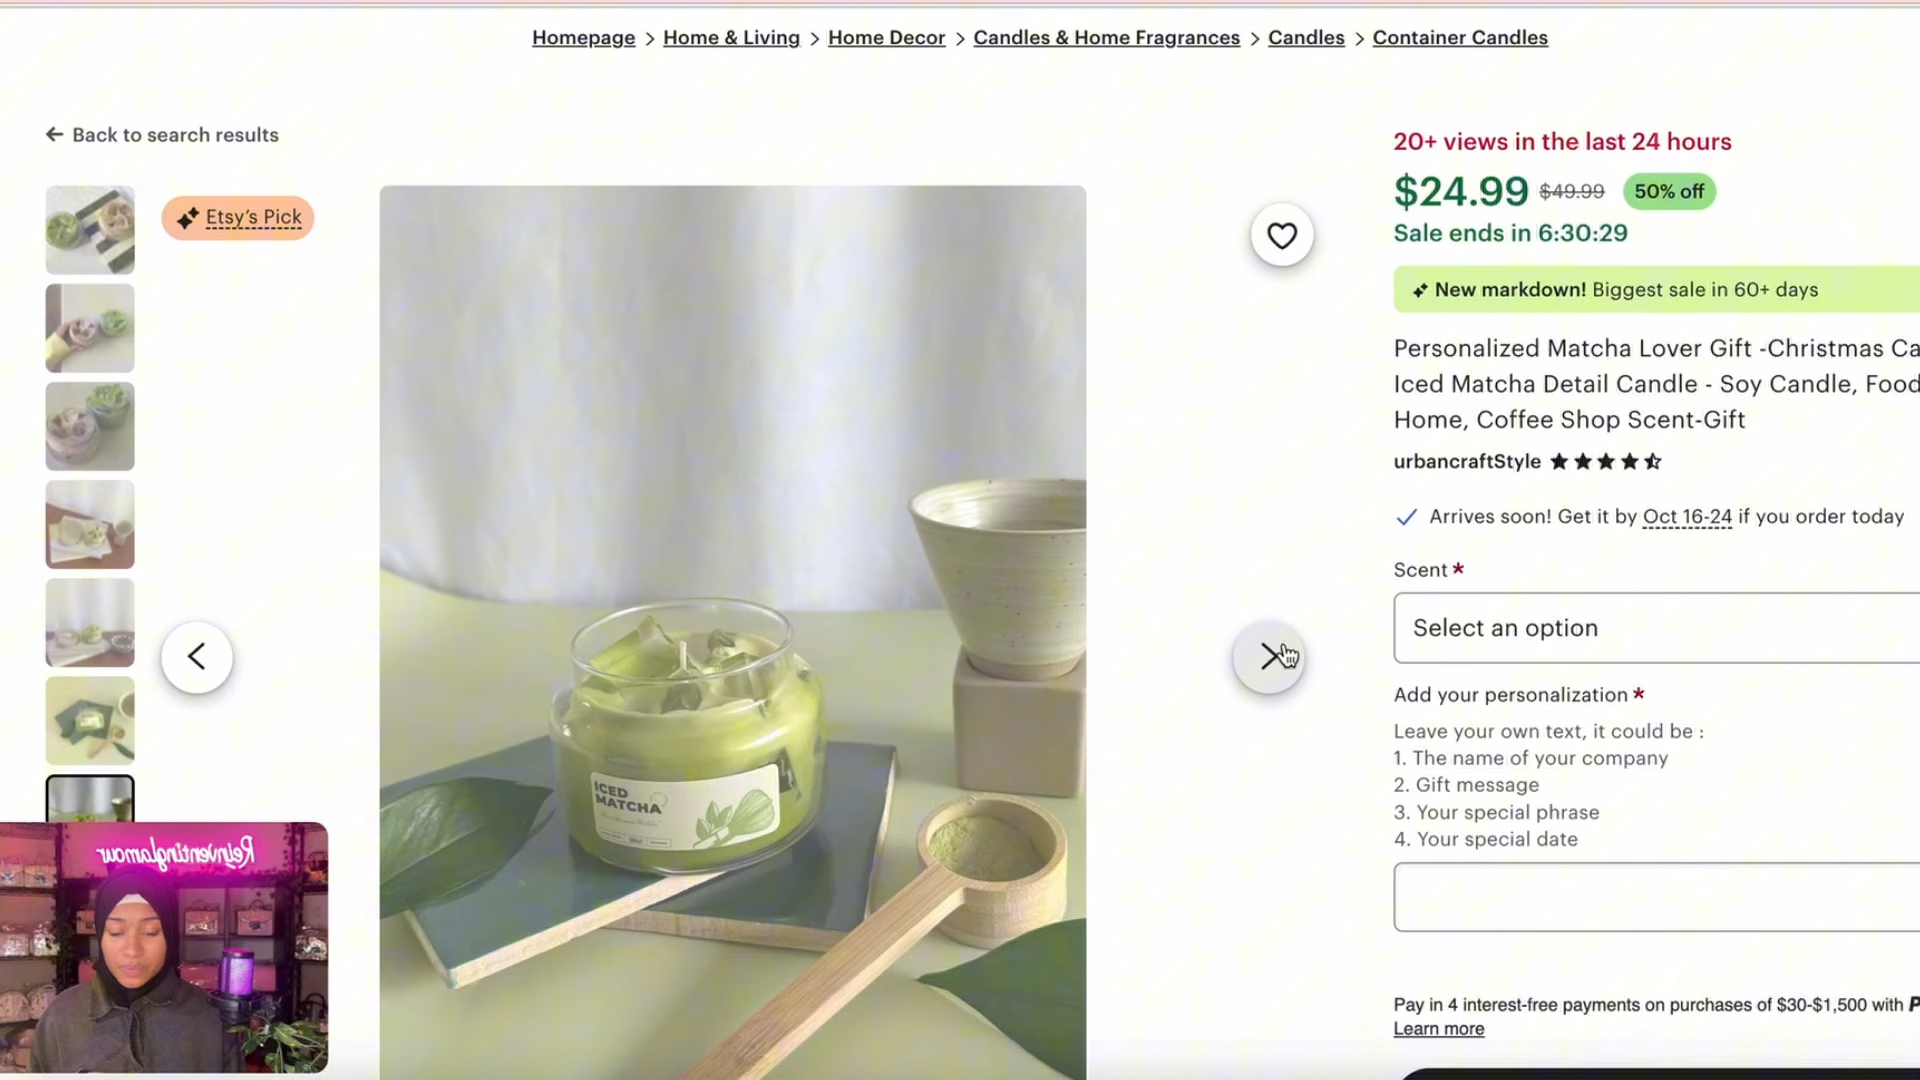 Homepage > Home & Living > Home Decor > Candles & Home Fragrances > Candles > Container Candles
← Back to search results
Etsy's Pick
20+ views in the last 24 hours
$24.99 $49.99 50% off
Sale ends in 6:30:29
New markdown! Biggest sale in 60+ days
Personalized Matcha Lover Gift -Christmas Ca
Iced Matcha Detail Candle - Soy Candle, Food
Home, Coffee Shop Scent-Gift
urbancraftStyle
Arrives soon! Get it by Oct 16-24 if you order today
Scent *
Select an option
Add your personalization *
Leave your own text, it could be :
1. The name of your company
2. Gift message
3. Your special phrase
4. Your special date
Pay in 4 interest-free payments on purchases of $30-$1,500 with P
Learn more
ICED
MATCHA
Reinventinglamour